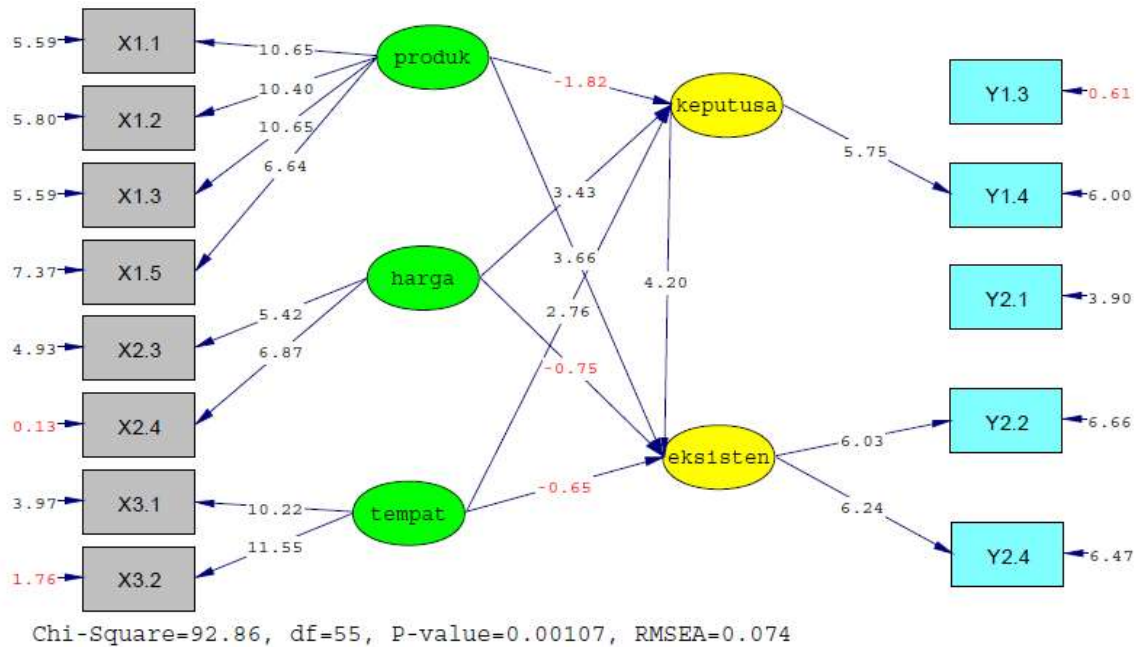 5.59 X1.1 10.65 produk -1.82 keputusa Y1.3 0.61
5.80 X1.2 10.40 5.75
5.59 X1.3 10.65 Y1.4 6.00
6.64 3.43
7.37 X1.5 harga 3.66 4.20 Y2.1 3.90
5.42 2.76
4.93 X2.3 6.87 -0.75
0.13 X2.4 eksisten 6.03 Y2.2 6.66
3.97 X3.1 10.22 tempat -0.65 6.24
11.55
1.76 X3.2 Y2.4 6.47
Chi-Square=92.86, df=55, P-value=0.00107, RMSEA=0.074